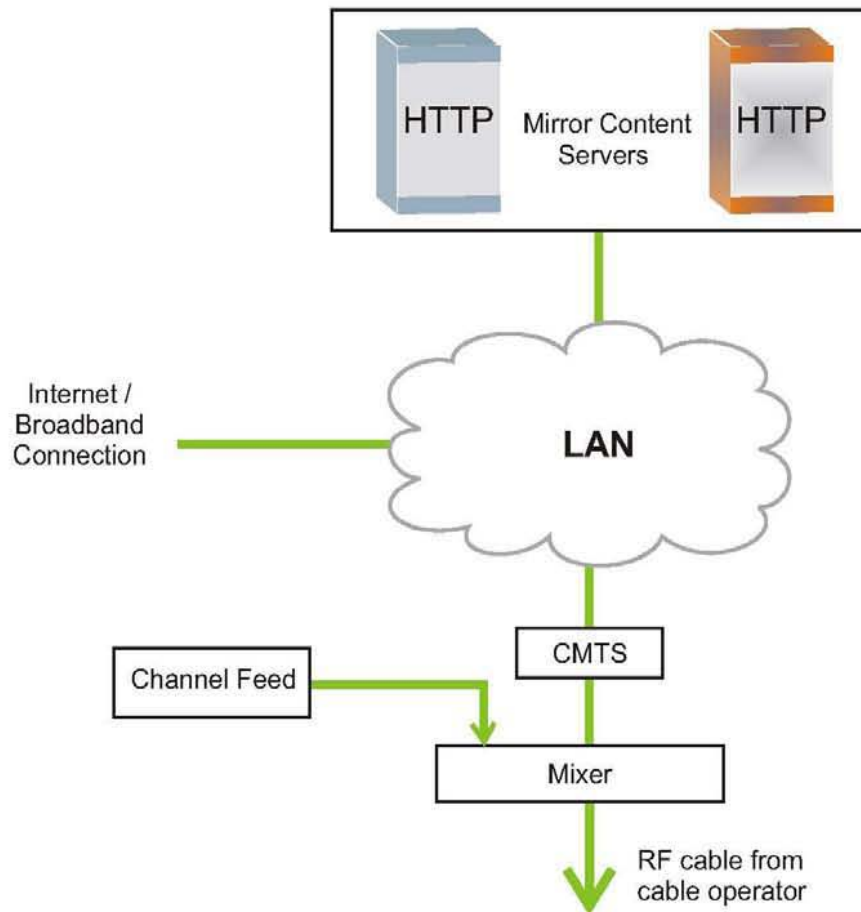 HTTP
Mirror Content
Servers
HTTP
Internet /
Broadband
Connection
LAN
CMTS
Channel Feed
Mixer
RF cable from
cable operator